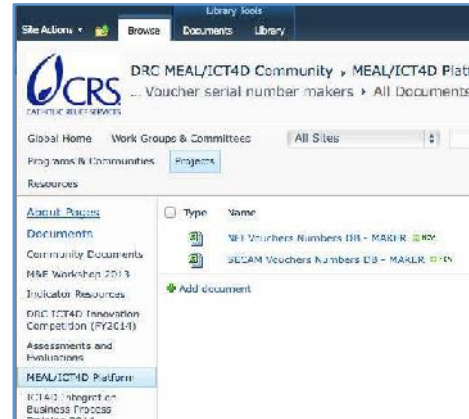 Library Tools
Site Actions Browse Documents Library
CRS
CATHOLIC RELIEF SERVICES
DRC MEAL/ICT4D Community MEAL/ICT4D Platf
... Voucher serial number makers All Documents
Global Home Work Groups & Committees All Sites
Programs & Communities Projects
Resources
About Pages
Documents
Community Documents
M&E Workshop 2013
Indicator Resources
DRC ICT4D Innovation
Competition (FY2014)
Assessments and
Evaluations
MEAL/ICT4D Platform
ICT4D Integration
Business Process
Type Name
NFI Vouchers Numbers DB - MAKER NEW
SECAM Vouchers Numbers DB - MAKER
Add document